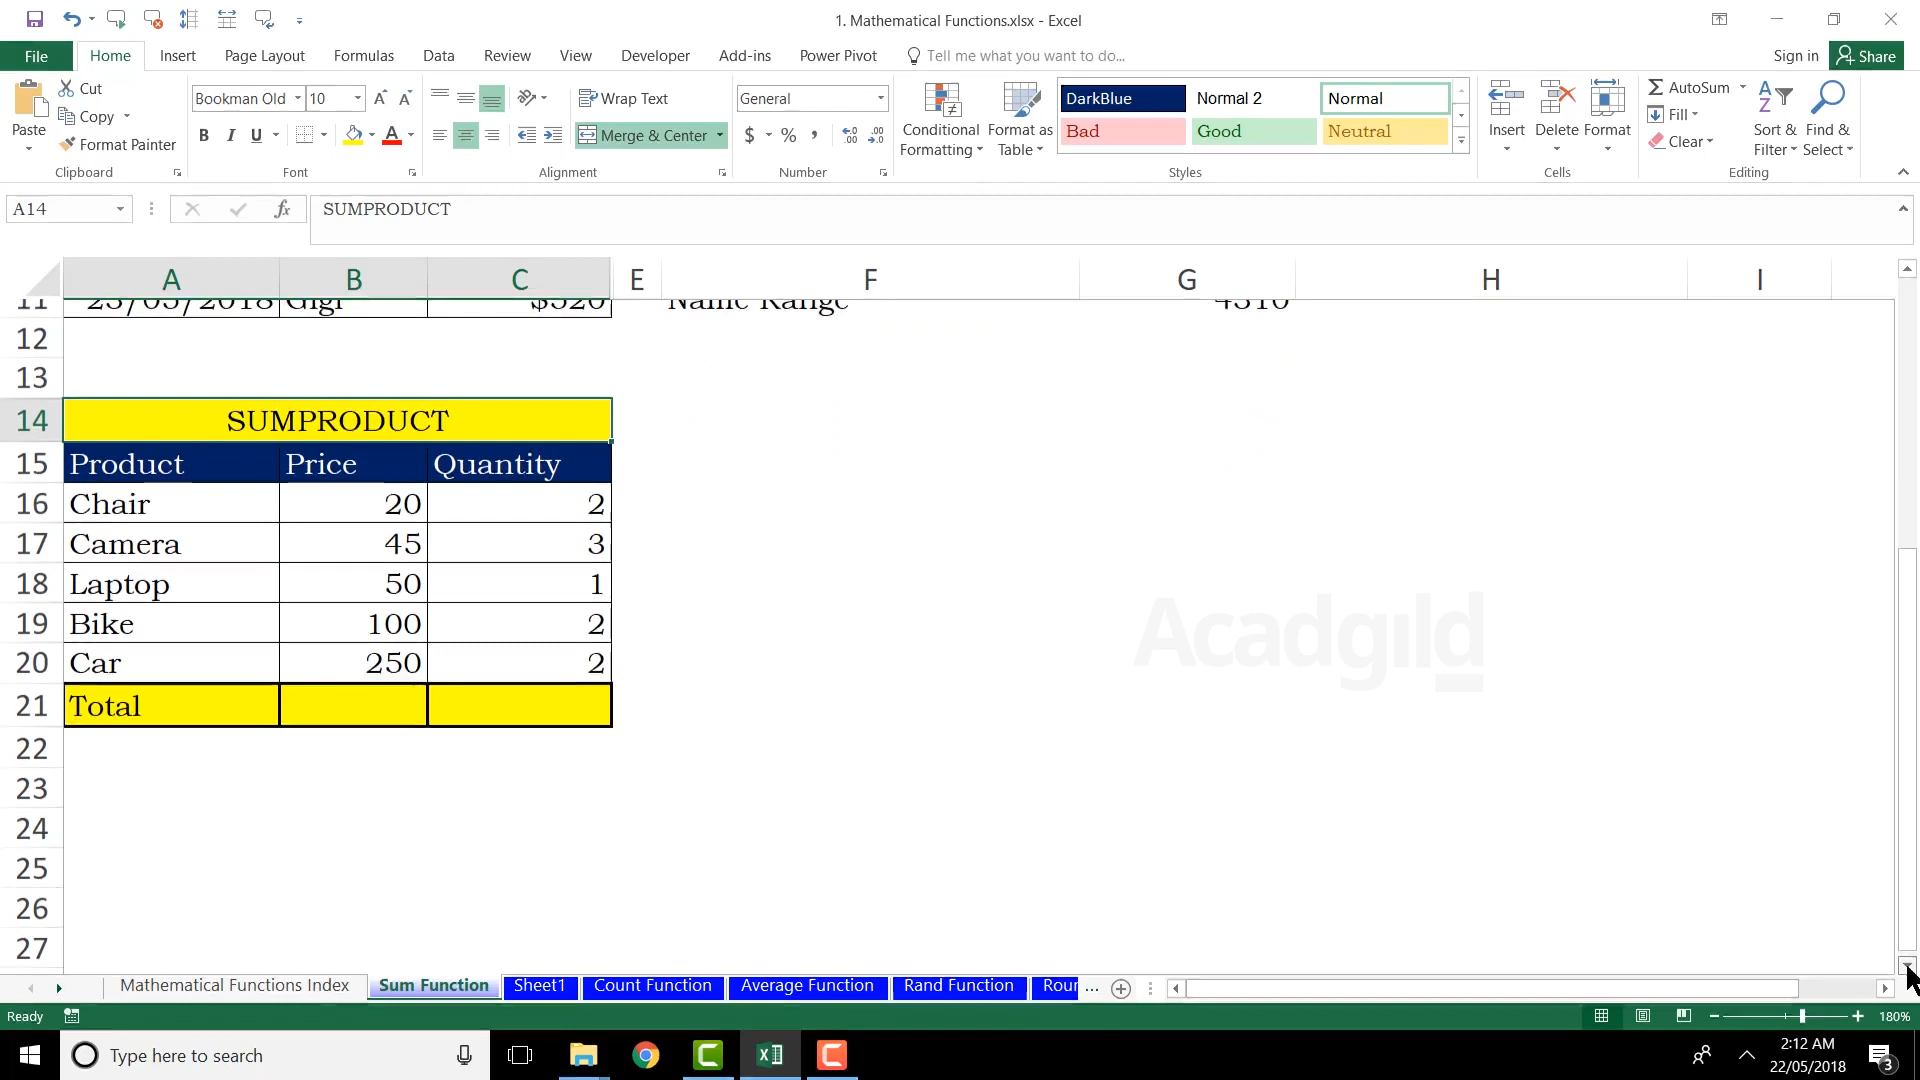 1. Mathematical Functions.xlsx - Excel
File Home Insert Page Layout Formulas Data Review View Developer Add-ins Power Pivot Tell me what you want to do... Sign in Share
Paste
Cut
Copy
Format Painter
Clipboard
Bookman Old 10
B I U
Font
Wrap Text
Merge & Center
Alignment
General
$ % ,
Number
Conditional Formatting
Format as Table
DarkBlue Normal 2 Normal
Bad Good Neutral
Styles
Insert Delete Format
Cells
AutoSum
Fill
Clear
Sort & Filter
Find & Select
Editing
A14 fx SUMPRODUCT
A B C E F G H I
11 23/05/2018 Gigi $520 Name Range 4310
12
13
14 SUMPRODUCT
15 Product Price Quantity
16 Chair 20 2
17 Camera 45 3
18 Laptop 50 1
19 Bike 100 2
20 Car 250 2
21 Total
22
23
24
25
26
27
Acadgild
Mathematical Functions Index Sum Function Sheet1 Count Function Average Function Rand Function Rour ...
Ready 180%
Type here to search
2:12 AM
22/05/2018
3